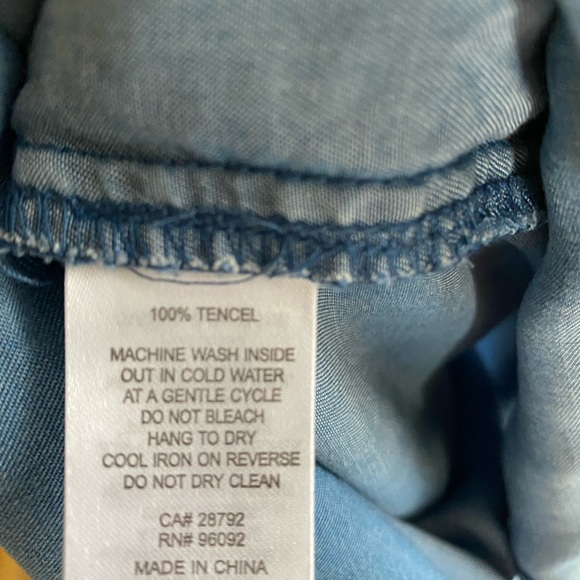 100% TENCEL
MACHINE WASH INSIDE
OUT IN COLD WATER
AT A GENTLE CYCLE
DO NOT BLEACH
HANG TO DRY
COOL IRON ON REVERSE
DO NOT DRY CLEAN
CA# 28792
RN# 96092
MADE IN CHINA